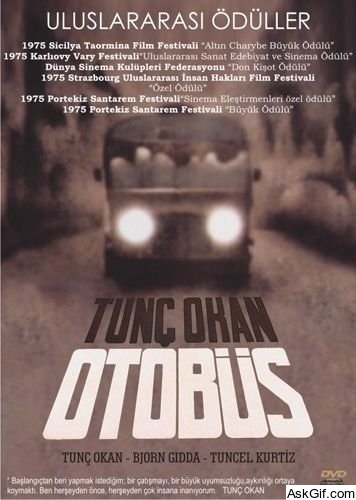 ULUSLARARASI ÖDÜLLER
1975 Sicilya Taormina Film Festivali "Altın Charybe Büyük Ödülü"
1975 Karlıovy Vary Festivali"Uluslararası Sanat Edebiyat ve Sinema Ödülü"
Dünya Sinema Kulüpleri Federasyonu "Don Kişot Ödülü"
1975 Strazbourg Uluslararası İnsan Hakları Film Festivali
"Özel Ödülü"
1975 Portekiz Santarem Festivali"Sinema Eleştirmenleri özel ödülü"
1975 Portekiz Santarem Festivali "Büyük Ödülü"
TUNÇ OKAN
OTOBÜS
TUNÇ OKAN - BJORN GIDDA - TUNCEL KURTİZ
" Başlangıçtan beri yapmak istediğim; bir çatışmayı, bir büyük uyumsuzluğu,aykırılığı ortaya
koymaktı. Ben herşeyden önce, herşeyden çok insana inanıyorum. TUNÇ OKAN
DVD
AskGif.com